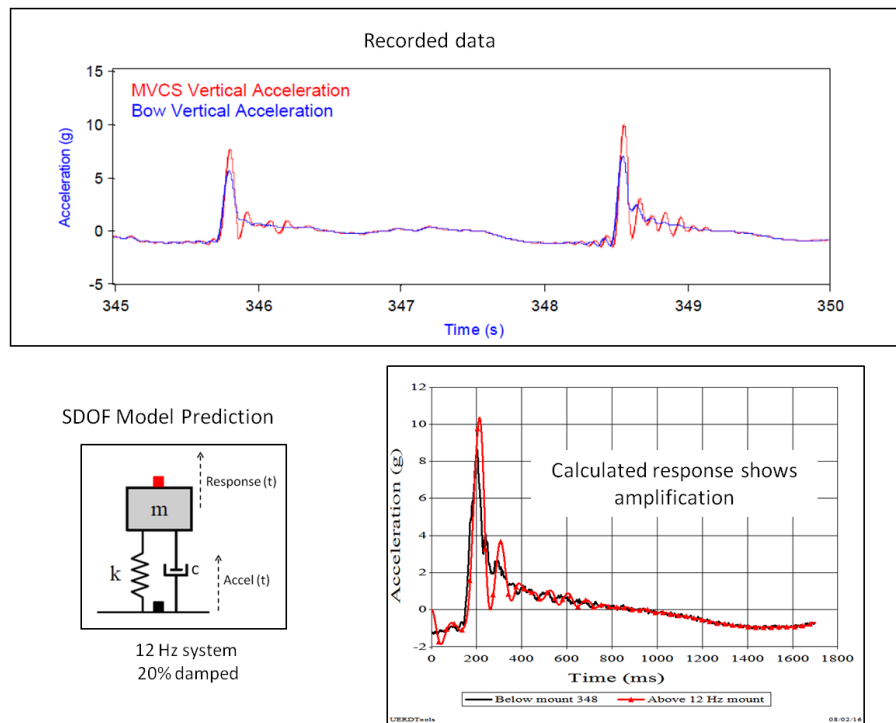 Recorded data
15
10
5
0
-5
MVCS Vertical Acceleration
Bow Vertical Acceleration
Acceleration (g)
345 346 347 348 349 350
Time (s)
SDOF Model Prediction
Response (t)
m
k
c
Accel (t)
12 Hz system
20% damped
12
10
8
6
4
2
0
-2
Calculated response shows
amplification
Acceleration (g)
0 200 400 600 800 1000 1200 1400 1600 1800
Time (ms)
Below mount 348 Above 12 Hz mount
UERDTools 08/02/16